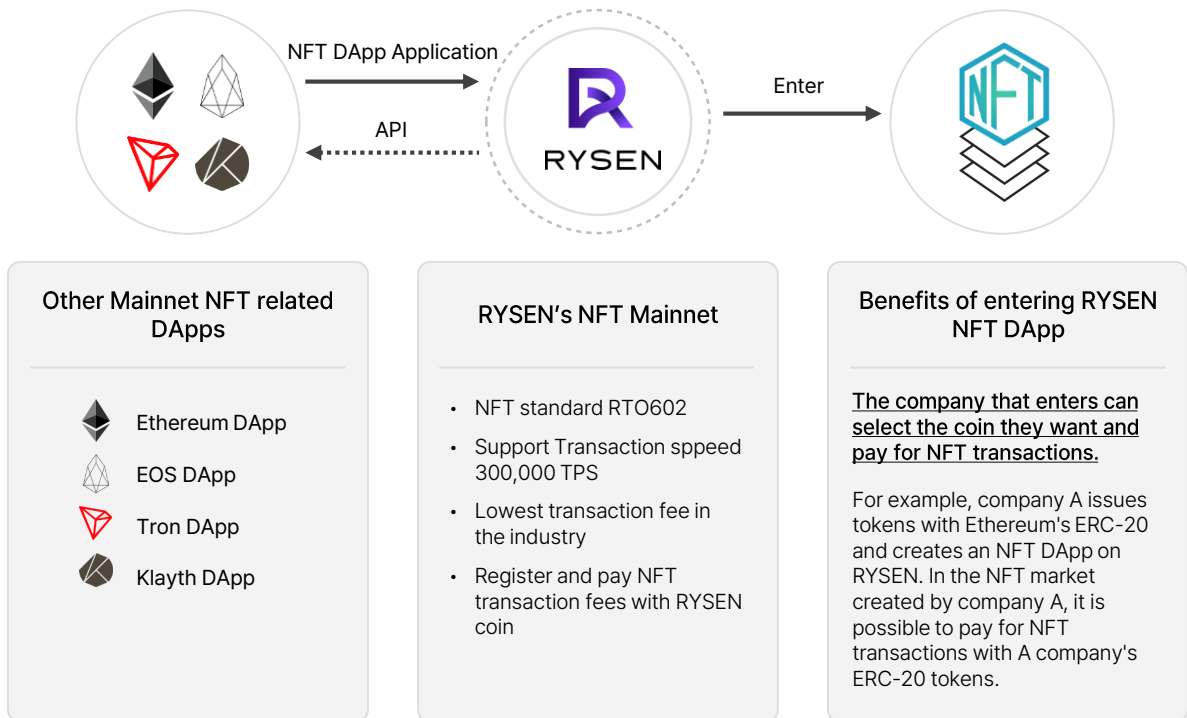 NFT DApp Application
API
RYSEN
Enter
NFT
Other Mainnet NFT related
DApps
Ethereum DApp
EOS DApp
Tron DApp
Klayth DApp
RYSEN's NFT Mainnet
• NFT standard RTO602
• Support Transaction sppeed
300,000 TPS
• Lowest transaction fee in
the industry
• Register and pay NFT
transaction fees with RYSEN
coin
Benefits of entering RYSEN
NFT DApp
The company that enters can
select the coin they want and
pay for NFT transactions.
For example, company A issues
tokens with Ethereum's ERC-20
and creates an NFT DApp on
RYSEN. In the NFT market
created by company A, it is
possible to pay for NFT
transactions with A company's
ERC-20 tokens.